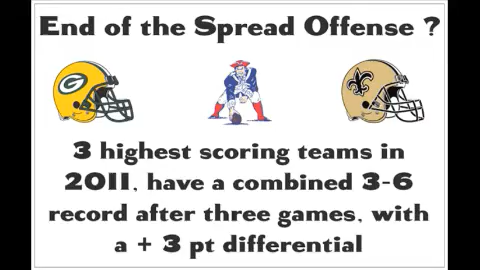 End of the Spread Offense ?
G
3 highest scoring teams in
2011, have a combined 3-6
record after three games, with
a + 3 pt differential